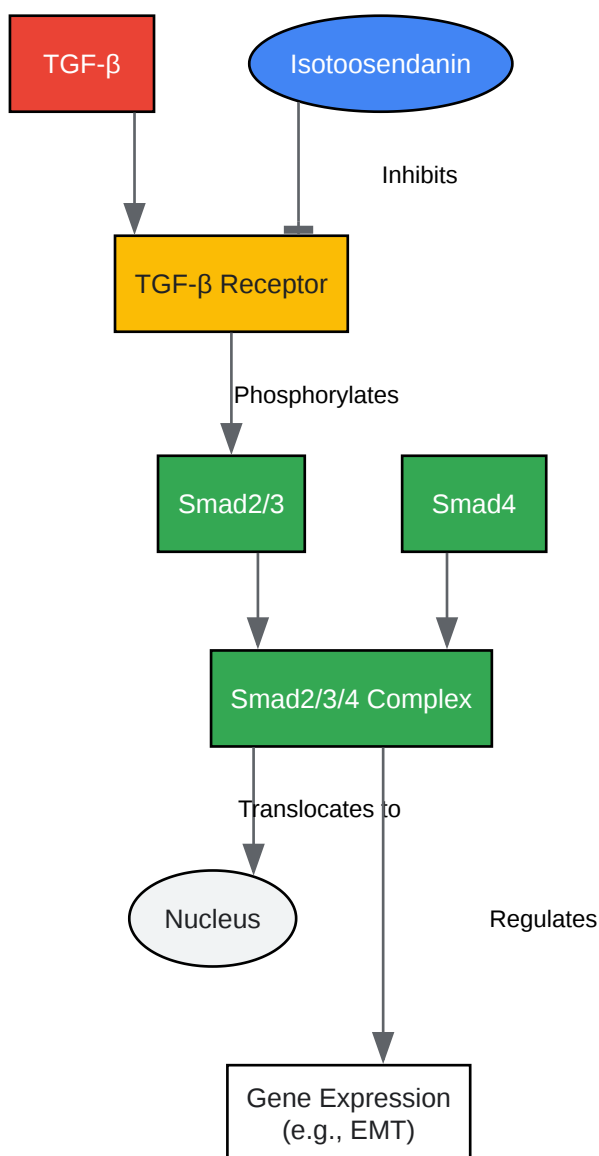 TGF-β
Isotoosendanin
Inhibits
TGF-β Receptor
Phosphorylates
Smad2/3
Smad4
Smad2/3/4 Complex
Translocates to
Nucleus
Regulates
Gene Expression
(e.g., EMT)